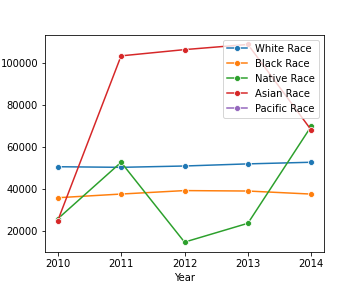 White Race
Black Race
Native Race
Asian Race
Pacific Race
100000
80000
60000
40000
20000
2010 2011 2012 2013 2014
Year